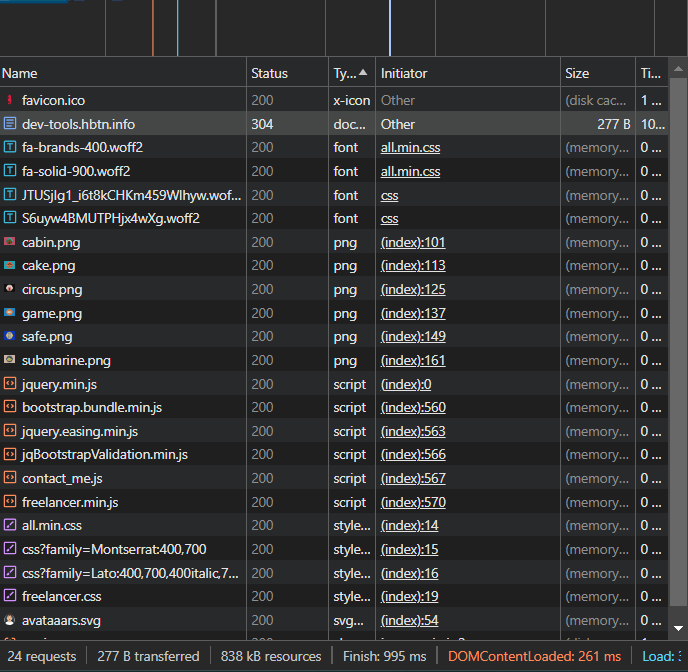 Name Status Ty... Initiator Size Ti...
favicon.ico 200 x-icon Other (disk cac... 1 ...
dev-tools.hbtn.info 304 doc... Other 277 B 10...
fa-brands-400.woff2 200 font all.min.css (memory... 0 ...
fa-solid-900.woff2 200 font all.min.css (memory... 0 ...
JTUSjIg1_i6t8kCHKm459Wlhyw.wof... 200 font css (memory... 0 ...
S6uyw4BMUTPHjx4wXg.woff2 200 font css (memory... 0 ...
cabin.png 200 png (index):101 (memory... 0 ...
cake.png 200 png (index):113 (memory... 0 ...
circus.png 200 png (index):125 (memory... 0 ...
game.png 200 png (index):137 (memory... 0 ...
safe.png 200 png (index):149 (memory... 0 ...
submarine.png 200 png (index):161 (memory... 0 ...
jquery.min.js 200 script (index):0 (memory... 0 ...
bootstrap.bundle.min.js 200 script (index):560 (memory... 0 ...
jquery.easing.min.js 200 script (index):563 (memory... 0 ...
jqBootstrapValidation.min.js 200 script (index):566 (memory... 0 ...
contact_me.js 200 script (index):567 (memory... 0 ...
freelancer.min.js 200 script (index):570 (memory... 0 ...
all.min.css 200 style... (index):14 (memory... 0 ...
css?family=Montserrat:400,700 200 style... (index):15 (memory... 0 ...
css?family=Lato:400,700,400italic,7... 200 style... (index):16 (memory... 0 ...
freelancer.css 200 style... (index):19 (memory... 0 ...
avataaars.svg 200 svg... (index):54 (memory... 0 ...
24 requests 277 B transferred 838 kB resources Finish: 995 ms DOMContentLoaded: 261 ms Load: